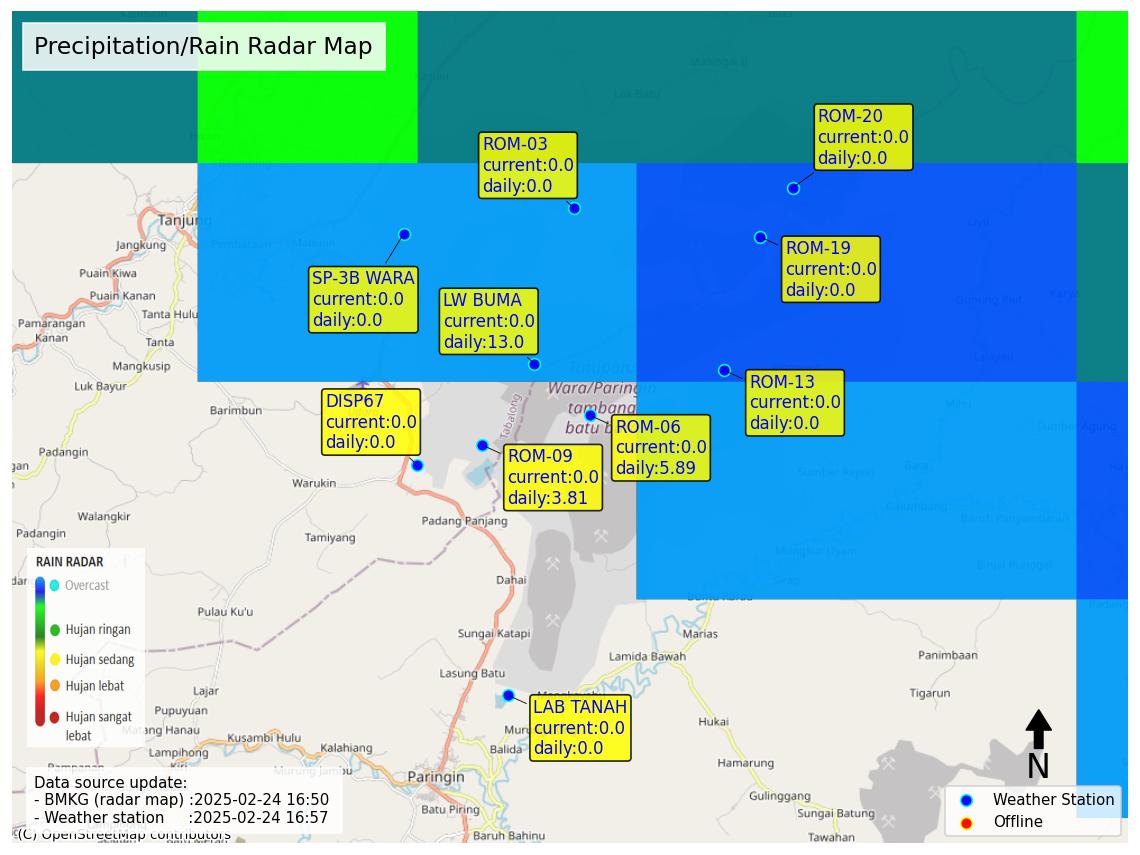 Precipitation/Rain Radar Map
ROM-20
current:0.0
daily:0.0
ROM-03
current:0.0
daily:0.0
ROM-19
current:0.0
daily:0.0
SP-3B WARA
current:0.0
daily:0.0
LW BUMA
current:0.0
daily:13.0
ROM-13
current:0.0
daily:0.0
DISP67
current:0.0
daily:0.0
ROM-06
current:0.0
daily:5.89
ROM-09
current:0.0
daily:3.81
LAB TANAH
current:0.0
daily:0.0
Tanjung
Jangkung
Puain Kiwa
Puain Kanan
Tanta Hulu
Pamarangan
Kanan
Tanta
Mangkusip
Luk Bayur
Barimbun
Padangin
Warukin
Walangkir
Padangin
Tamiyang
Padang Panjang
Tabalong
Wara/Paringin
tambang
batu b
Dahai
Pulau Ku'u
Sungai Katapi
Marias
Lamida Bawah
Panimbaan
Lasung Batu
Tigarun
Lajar
Pupuyuan
Matang Hanau
Hukai
Kusambi Hulu
Lampihong
Kalahiang
Balida
Murung Jambu
Paringin
Hamarung
Batu Piring
Gulinggang
Sungai Batung
Baruh Bahinu
Tawahan
RAIN RADAR
Overcast
Hujan ringan
Hujan sedang
Hujan lebat
Hujan sangat
lebat
Data source update:
- BMKG (radar map) :2025-02-24 16:50
- Weather station :2025-02-24 16:57
(C) OpenStreetMap contributors
N
Weather Station
Offline